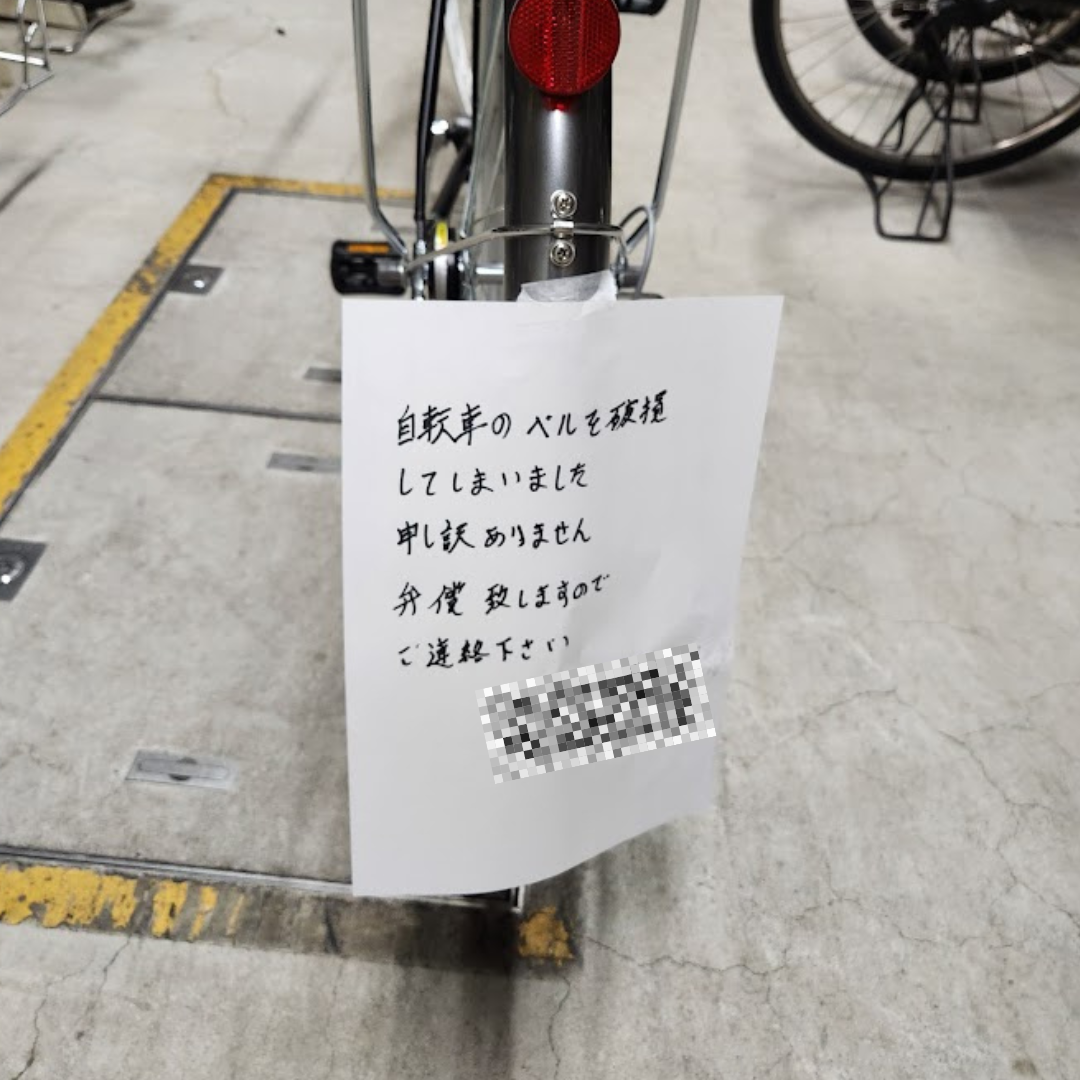 自転車のベルを破損
してしまいました
申し訳ありません
弁償致しますので
ご連絡下さい